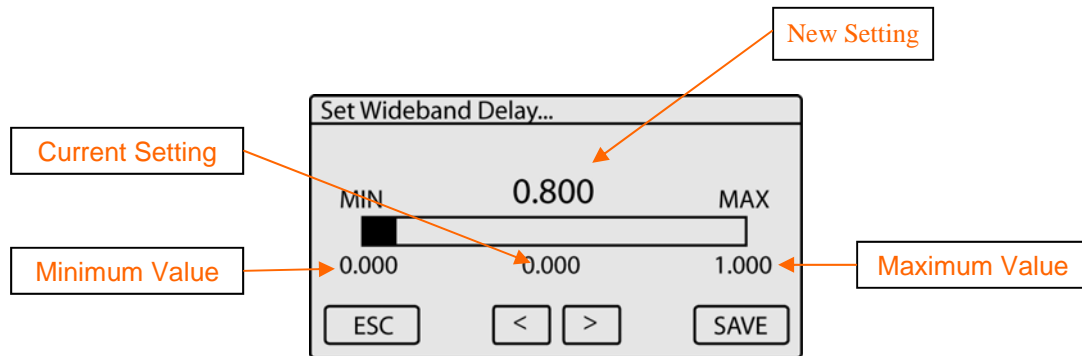 New Setting
Set Wideband Delay...
Current Setting
MIN 0.800 MAX
Minimum Value 0.000 0.000 1.000 Maximum Value
ESC < > SAVE